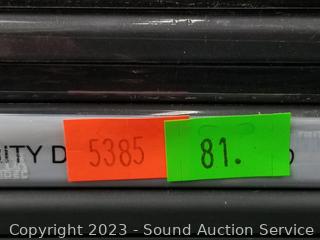 ITY D 5385 81.
Copyright 2023 - Sound Auction Service